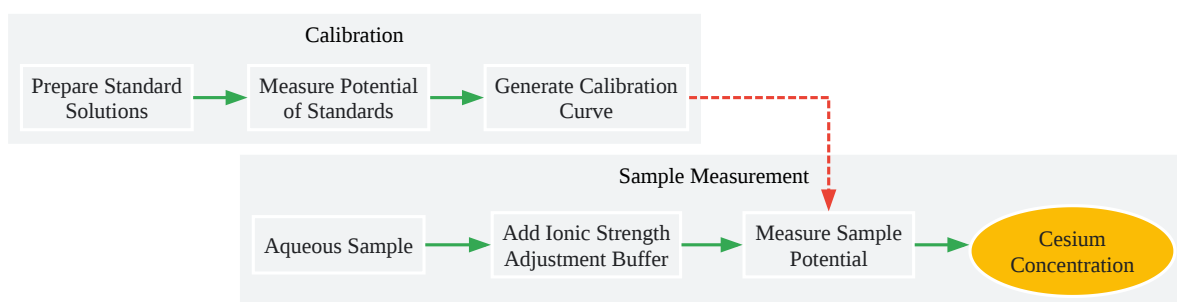 Calibration
Prepare Standard
Solutions
Measure Potential
of Standards
Generate Calibration
Curve
Sample Measurement
Aqueous Sample
Add Ionic Strength
Adjustment Buffer
Measure Sample
Potential
Cesium
Concentration